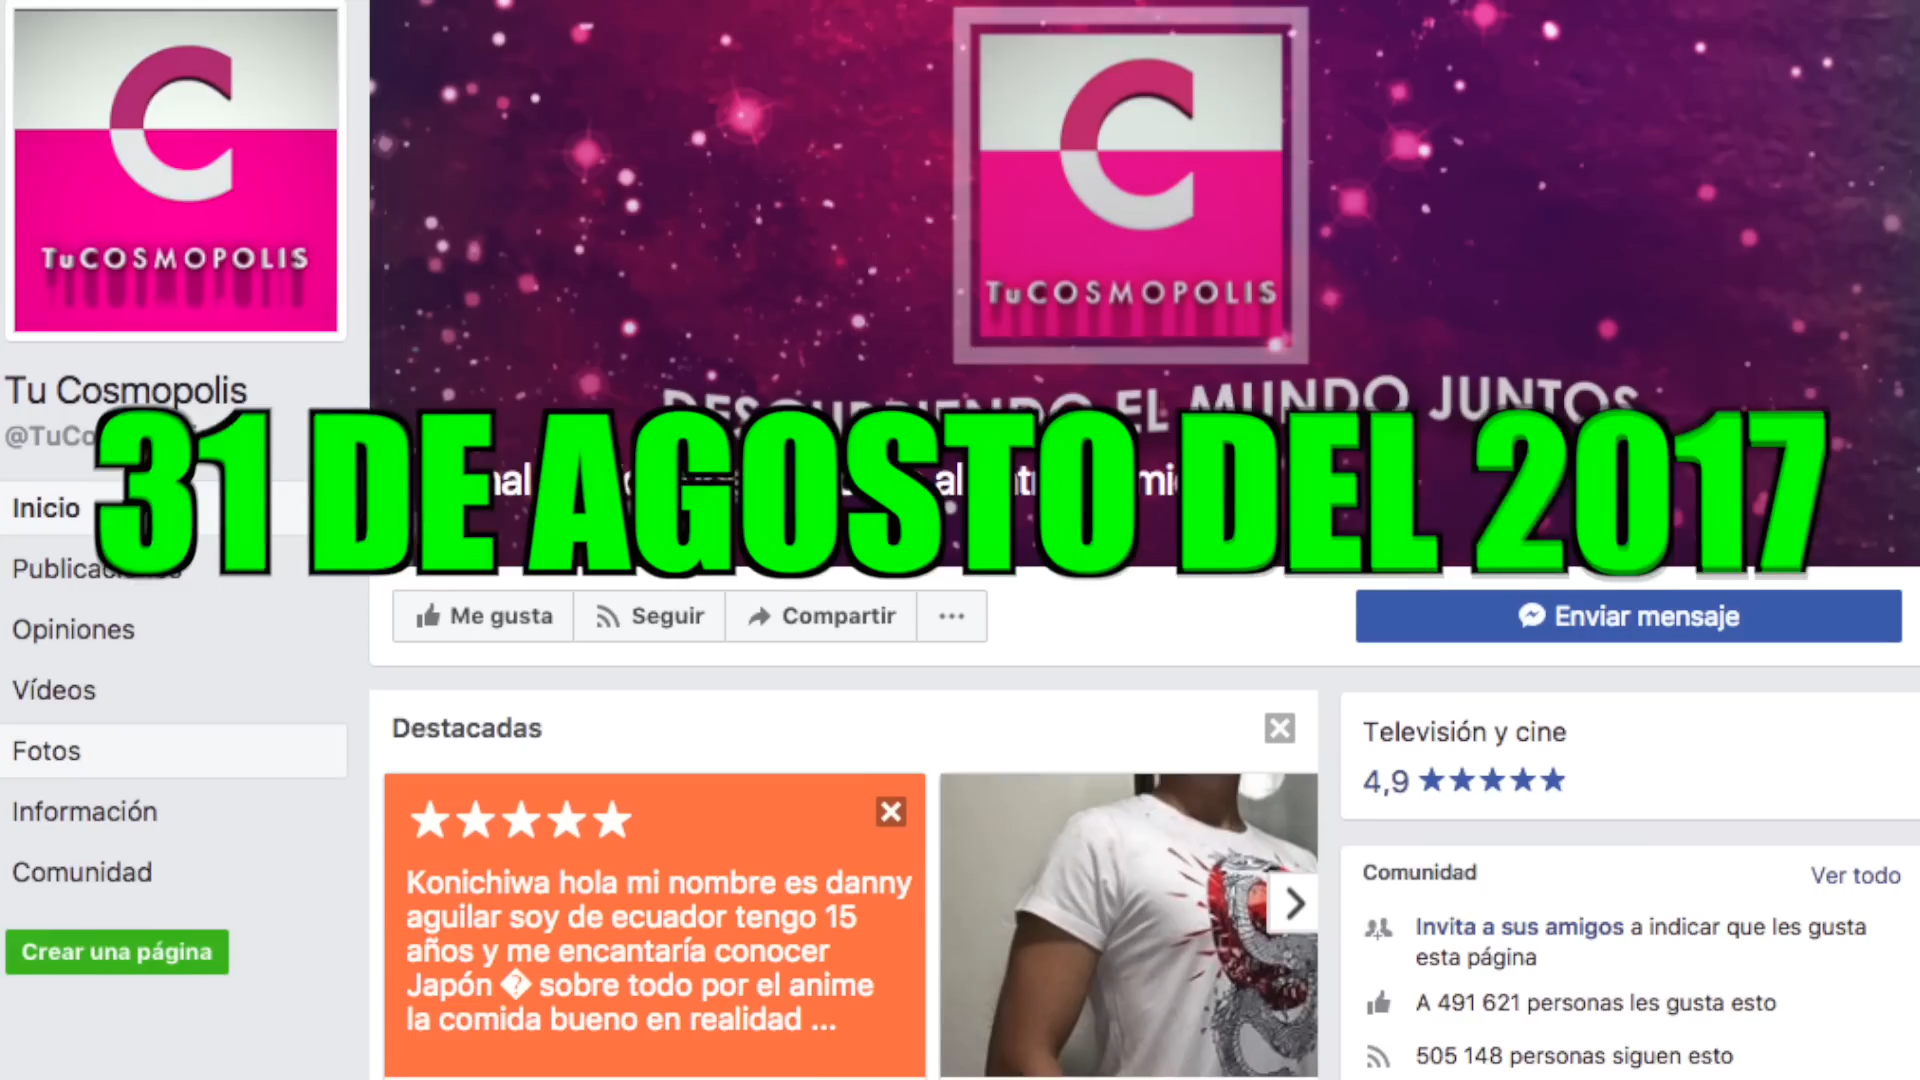 C
TuCOSMOPOLIS
C
TuCOSMOPOLIS
EL MUNDO JUNTOS
Tu Cosmopolis
31 DE AGOSTO DEL 2017
Inicio
Opiniones
Vídeos
Fotos
Información
Comunidad
Crear una página
Me gusta
Seguir
Compartir
...
Enviar mensaje
Destacadas
Konichiwa hola mi nombre es danny
aguilar soy de ecuador tengo 15
años y me encantaría conocer
Japón � sobre todo por el anime
la comida bueno en realidad ...
Televisión y cine
4,9
Comunidad
Ver todo
Invita a sus amigos a indicar que les gusta
esta página
A 491 621 personas les gusta esto
505 148 personas siguen esto